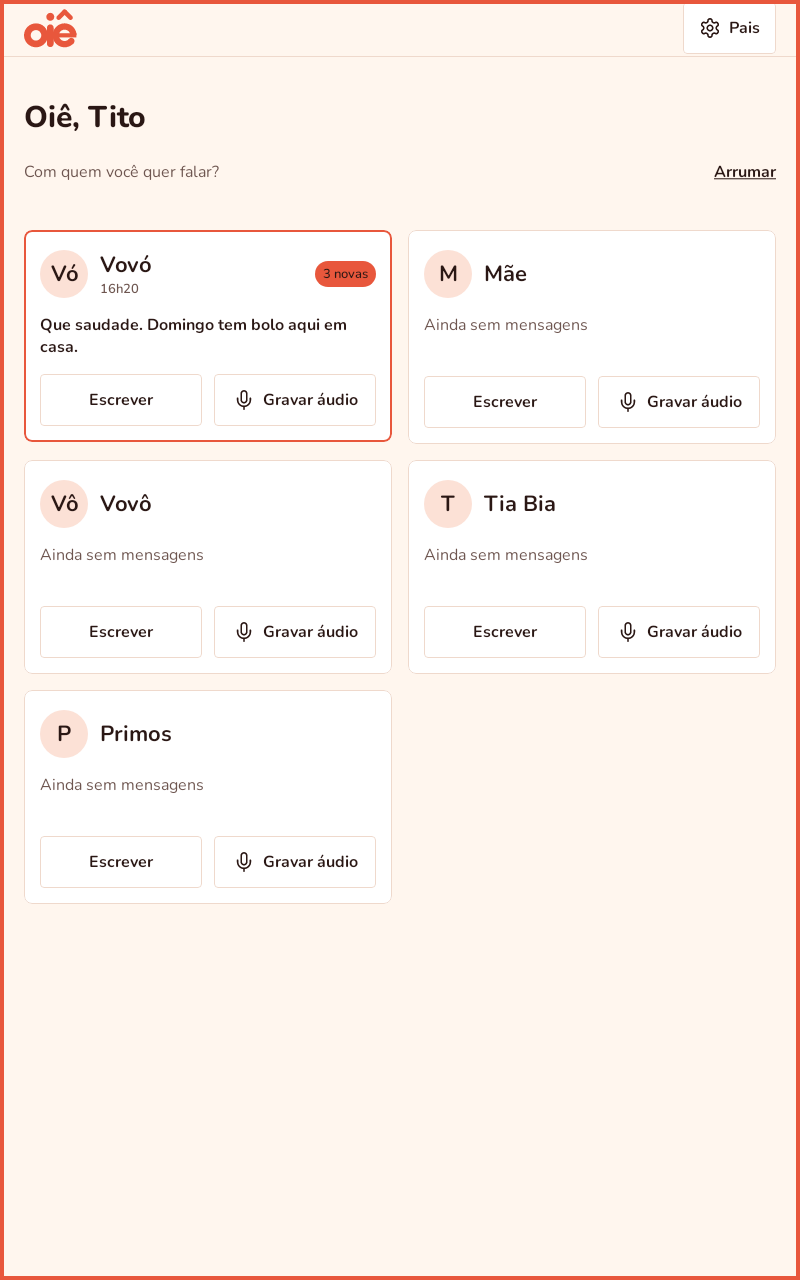 oiê
Pais
Oiê, Tito
Com quem você quer falar?
Arrumar
Vó
Vovó
16h20
3 novas
Que saudade. Domingo tem bolo aqui em
casa.
Escrever
Gravar áudio
M
Mãe
Ainda sem mensagens
Escrever
Gravar áudio
Vô
Vovô
Ainda sem mensagens
Escrever
Gravar áudio
T
Tia Bia
Ainda sem mensagens
Escrever
Gravar áudio
P
Primos
Ainda sem mensagens
Escrever
Gravar áudio